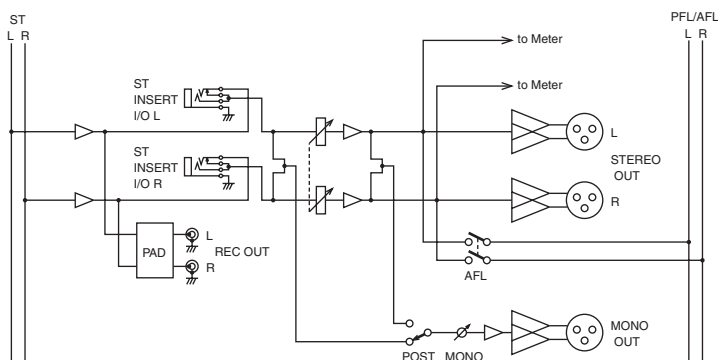 ST
L R
PFL/AFL
L R
to Meter
to Meter
ST
INSERT
I/O L
ST
INSERT
I/O R
L
STEREO
OUT
R
PAD
L
REC OUT
R
AFL
MONO
OUT
POST MONO